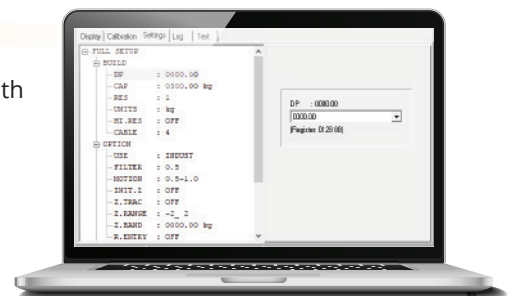 th
Display Calibration Settings Log Test
FULL SETUP
BUILD
DP : 0000.00
CAP : 0300.00 kg
RES : 1
UNITS : kg
HI.RES : OFF
CABLE : 4
OPTION
USE : INDUST
FILTER : 0.5
MOTION : 0.5-1.0
INIT.Z : OFF
Z.TRAC : OFF
Z.RANGE : -2_ 2
Z.BAND : 0000.00 kg
R.ENTRY : OFF
DP : 0000.00
0000.00